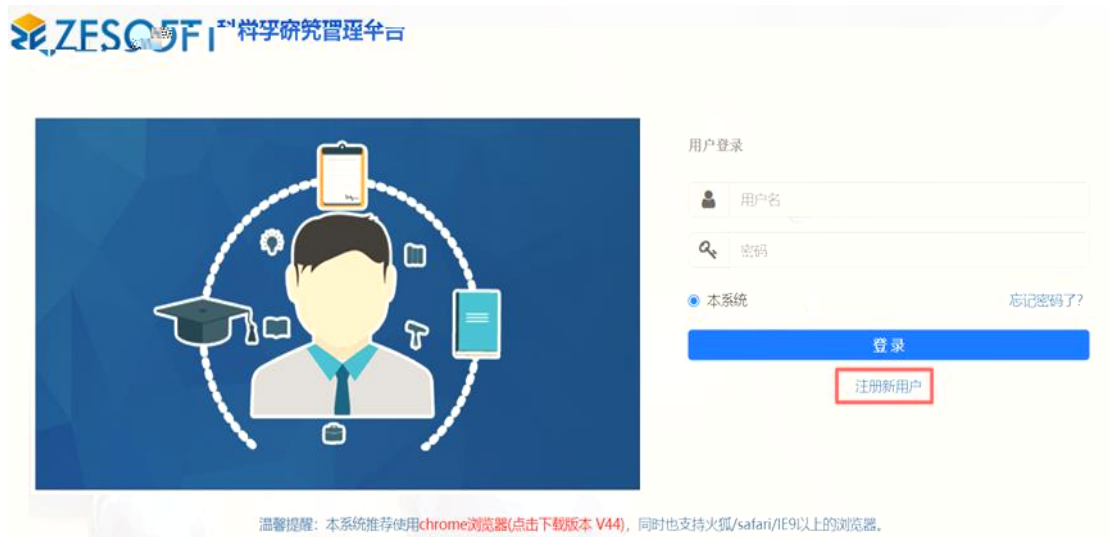 ZESOFT 科学研究管理平台
用户登录
用户名
密码
本系统 忘记密码了?
登录
注册新用户
温馨提醒：本系统推荐使用chrome浏览器(点击下载版本 V44)，同时也支持火狐/safari/IE9以上的浏览器。